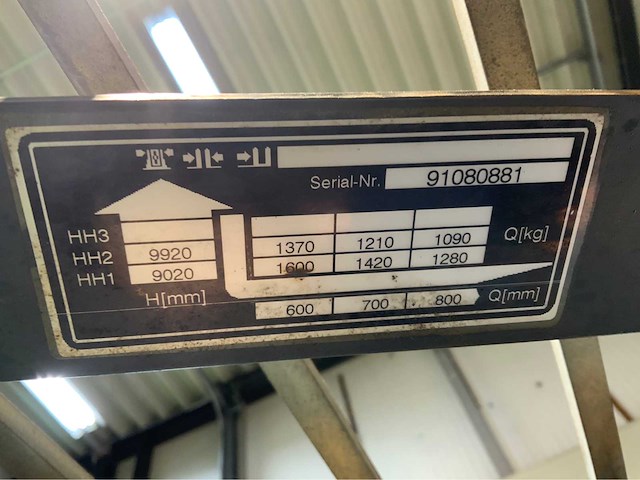 Serial-Nr. 91080881
HH3
HH2 9920 1370 1210 1090 Q[kg]
HH1 9020 1600 1420 1280
H[mm] 600 700 800 Q[mm]